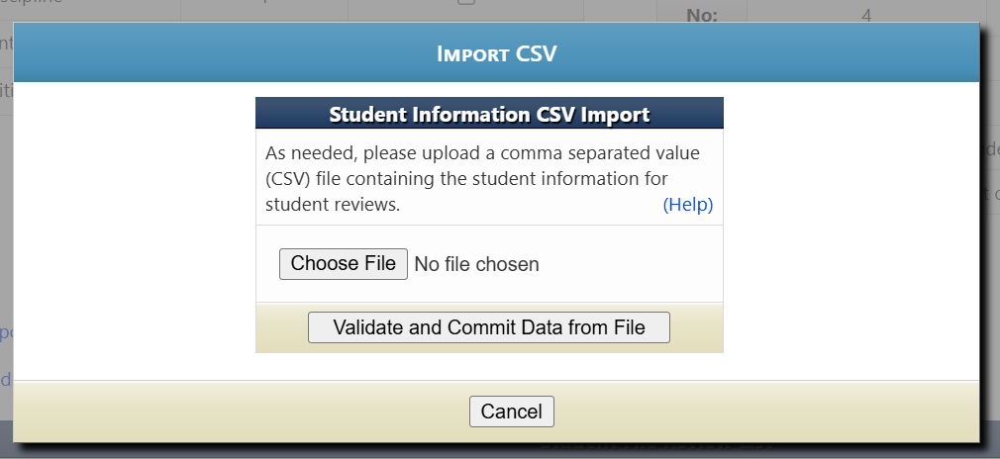 No:
4
IMPORT CSV
Student Information CSV Import
As needed, please upload a comma separated value
(CSV) file containing the student information for
student reviews.
(Help)
Choose File No file chosen
Validate and Commit Data from File
Cancel